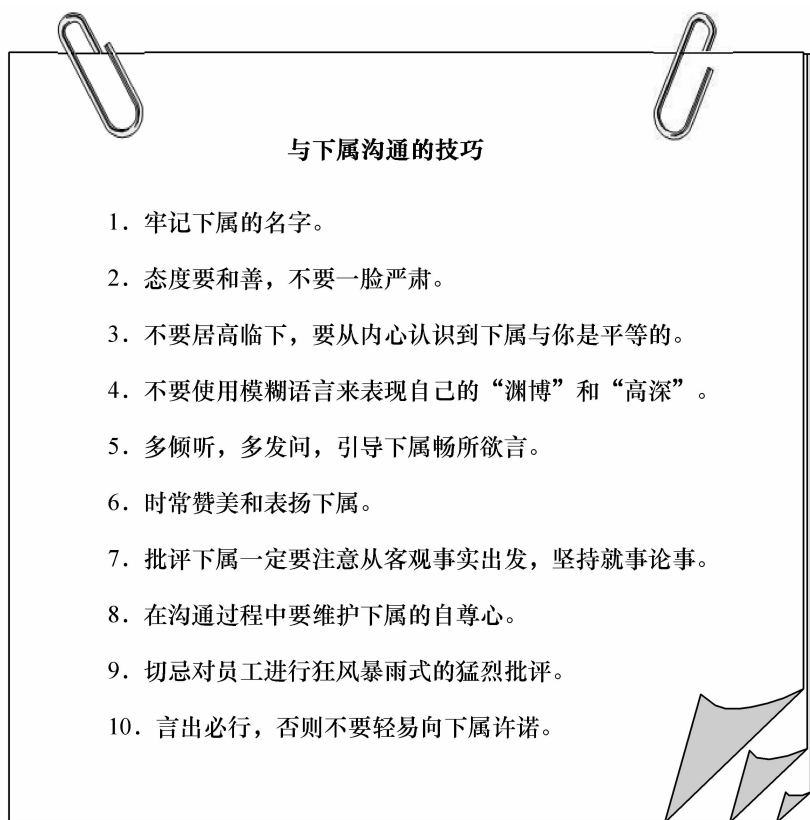 与下属沟通的技巧
1．牢记下属的名字。
2．态度要和善，不要一脸严肃。
3．不要居高临下，要从内心认识到下属与你是平等的。
4．不要使用模糊语言来表现自己的“渊博”和“高深”。
5．多倾听，多发问，引导下属畅所欲言。
6．时常赞美和表扬下属。
7．批评下属一定要注意从客观事实出发，坚持就事论事。
8．在沟通过程中要维护下属的自尊心。
9．切忌对员工进行狂风暴雨式的猛烈批评。
10．言出必行，否则不要轻易向下属许诺。